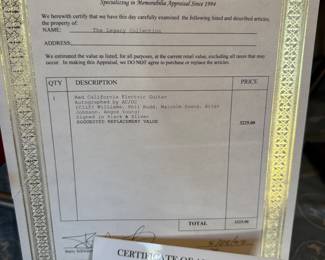 Specializing in Memorabilia Appraisal Since 1994
We herewith certify that we have this day carefully examined the following listed and described articles,
the property of:
NAME: The Legacy Collection
ADDRESS:
We estimated the value as listed, for all purposes, at the current retail value, excluding all taxes that
may occur. In making this Appraisal, we DO NOT agree to purchase or replace the articles.
QTY DESCRIPTION PRICE
1 Red California Electric Guitar
Autographed by AC/DC
(Cliff Williams, Phil Rudd, Malcolm Young, Brian
Johnson, Angus Young)
Signed in Black & Silver
SUGGESTED REPLACEMENT VALUE 3225.00
TOTAL 3225.00
CERTIFICATE OF